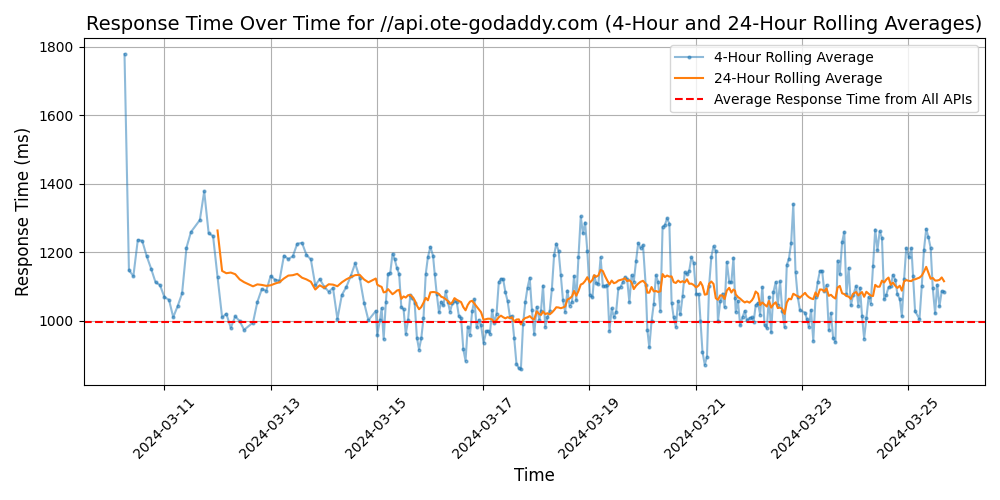 Response Time Over Time for //api.ote-godaddy.com (4-Hour and 24-Hour Rolling Averages)
4-Hour Rolling Average
24-Hour Rolling Average
Average Response Time from All APIs
Response Time (ms)
1800
1600
1400
1200
1000
2024-03-11
2024-03-13
2024-03-15
2024-03-17
2024-03-19
2024-03-21
2024-03-23
2024-03-25
Time